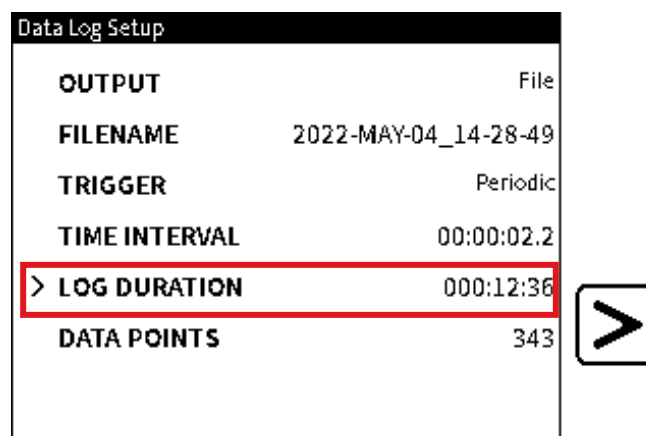 Data Log Setup
OUTPUT File
FILENAME 2022-MAY-04_14-28-49
TRIGGER Periodic
TIME INTERVAL 00:00:02.2
> LOG DURATION 000:12:36
DATA POINTS 343
>